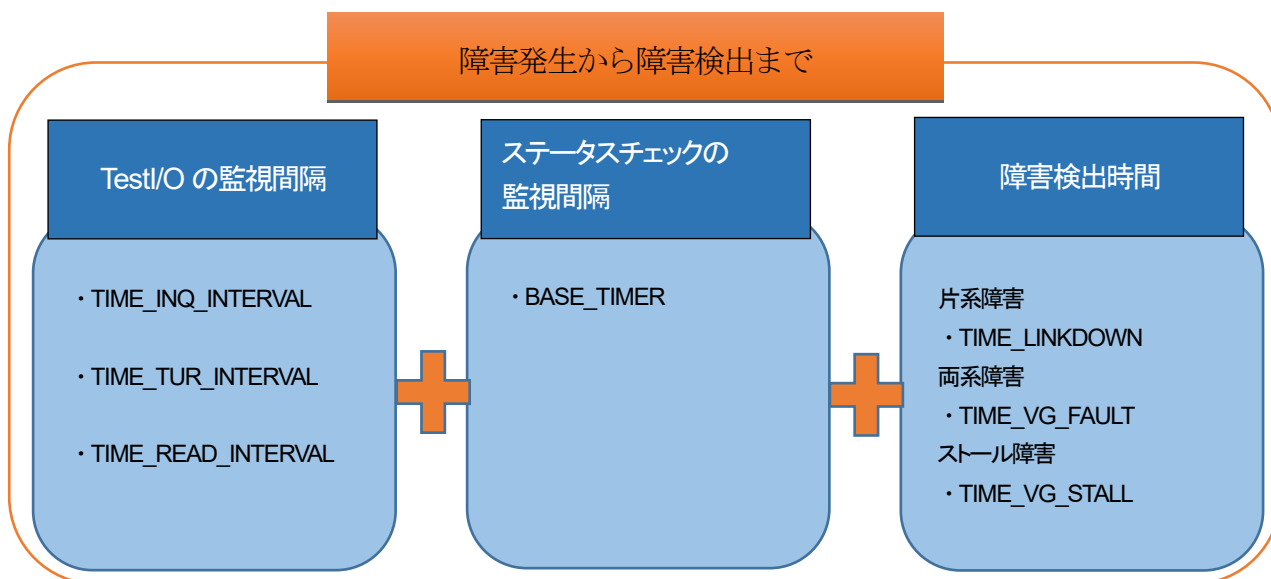 障害発生から障害検出まで
TestI/O の監視間隔
・TIME_INQ_INTERVAL
・TIME_TUR_INTERVAL
・TIME_READ_INTERVAL
ステータスチェックの
監視間隔
・BASE_TIMER
障害検出時間
片系障害
・TIME_LINKDOWN
両系障害
・TIME_VG_FAULT
ストール障害
・TIME_VG_STALL